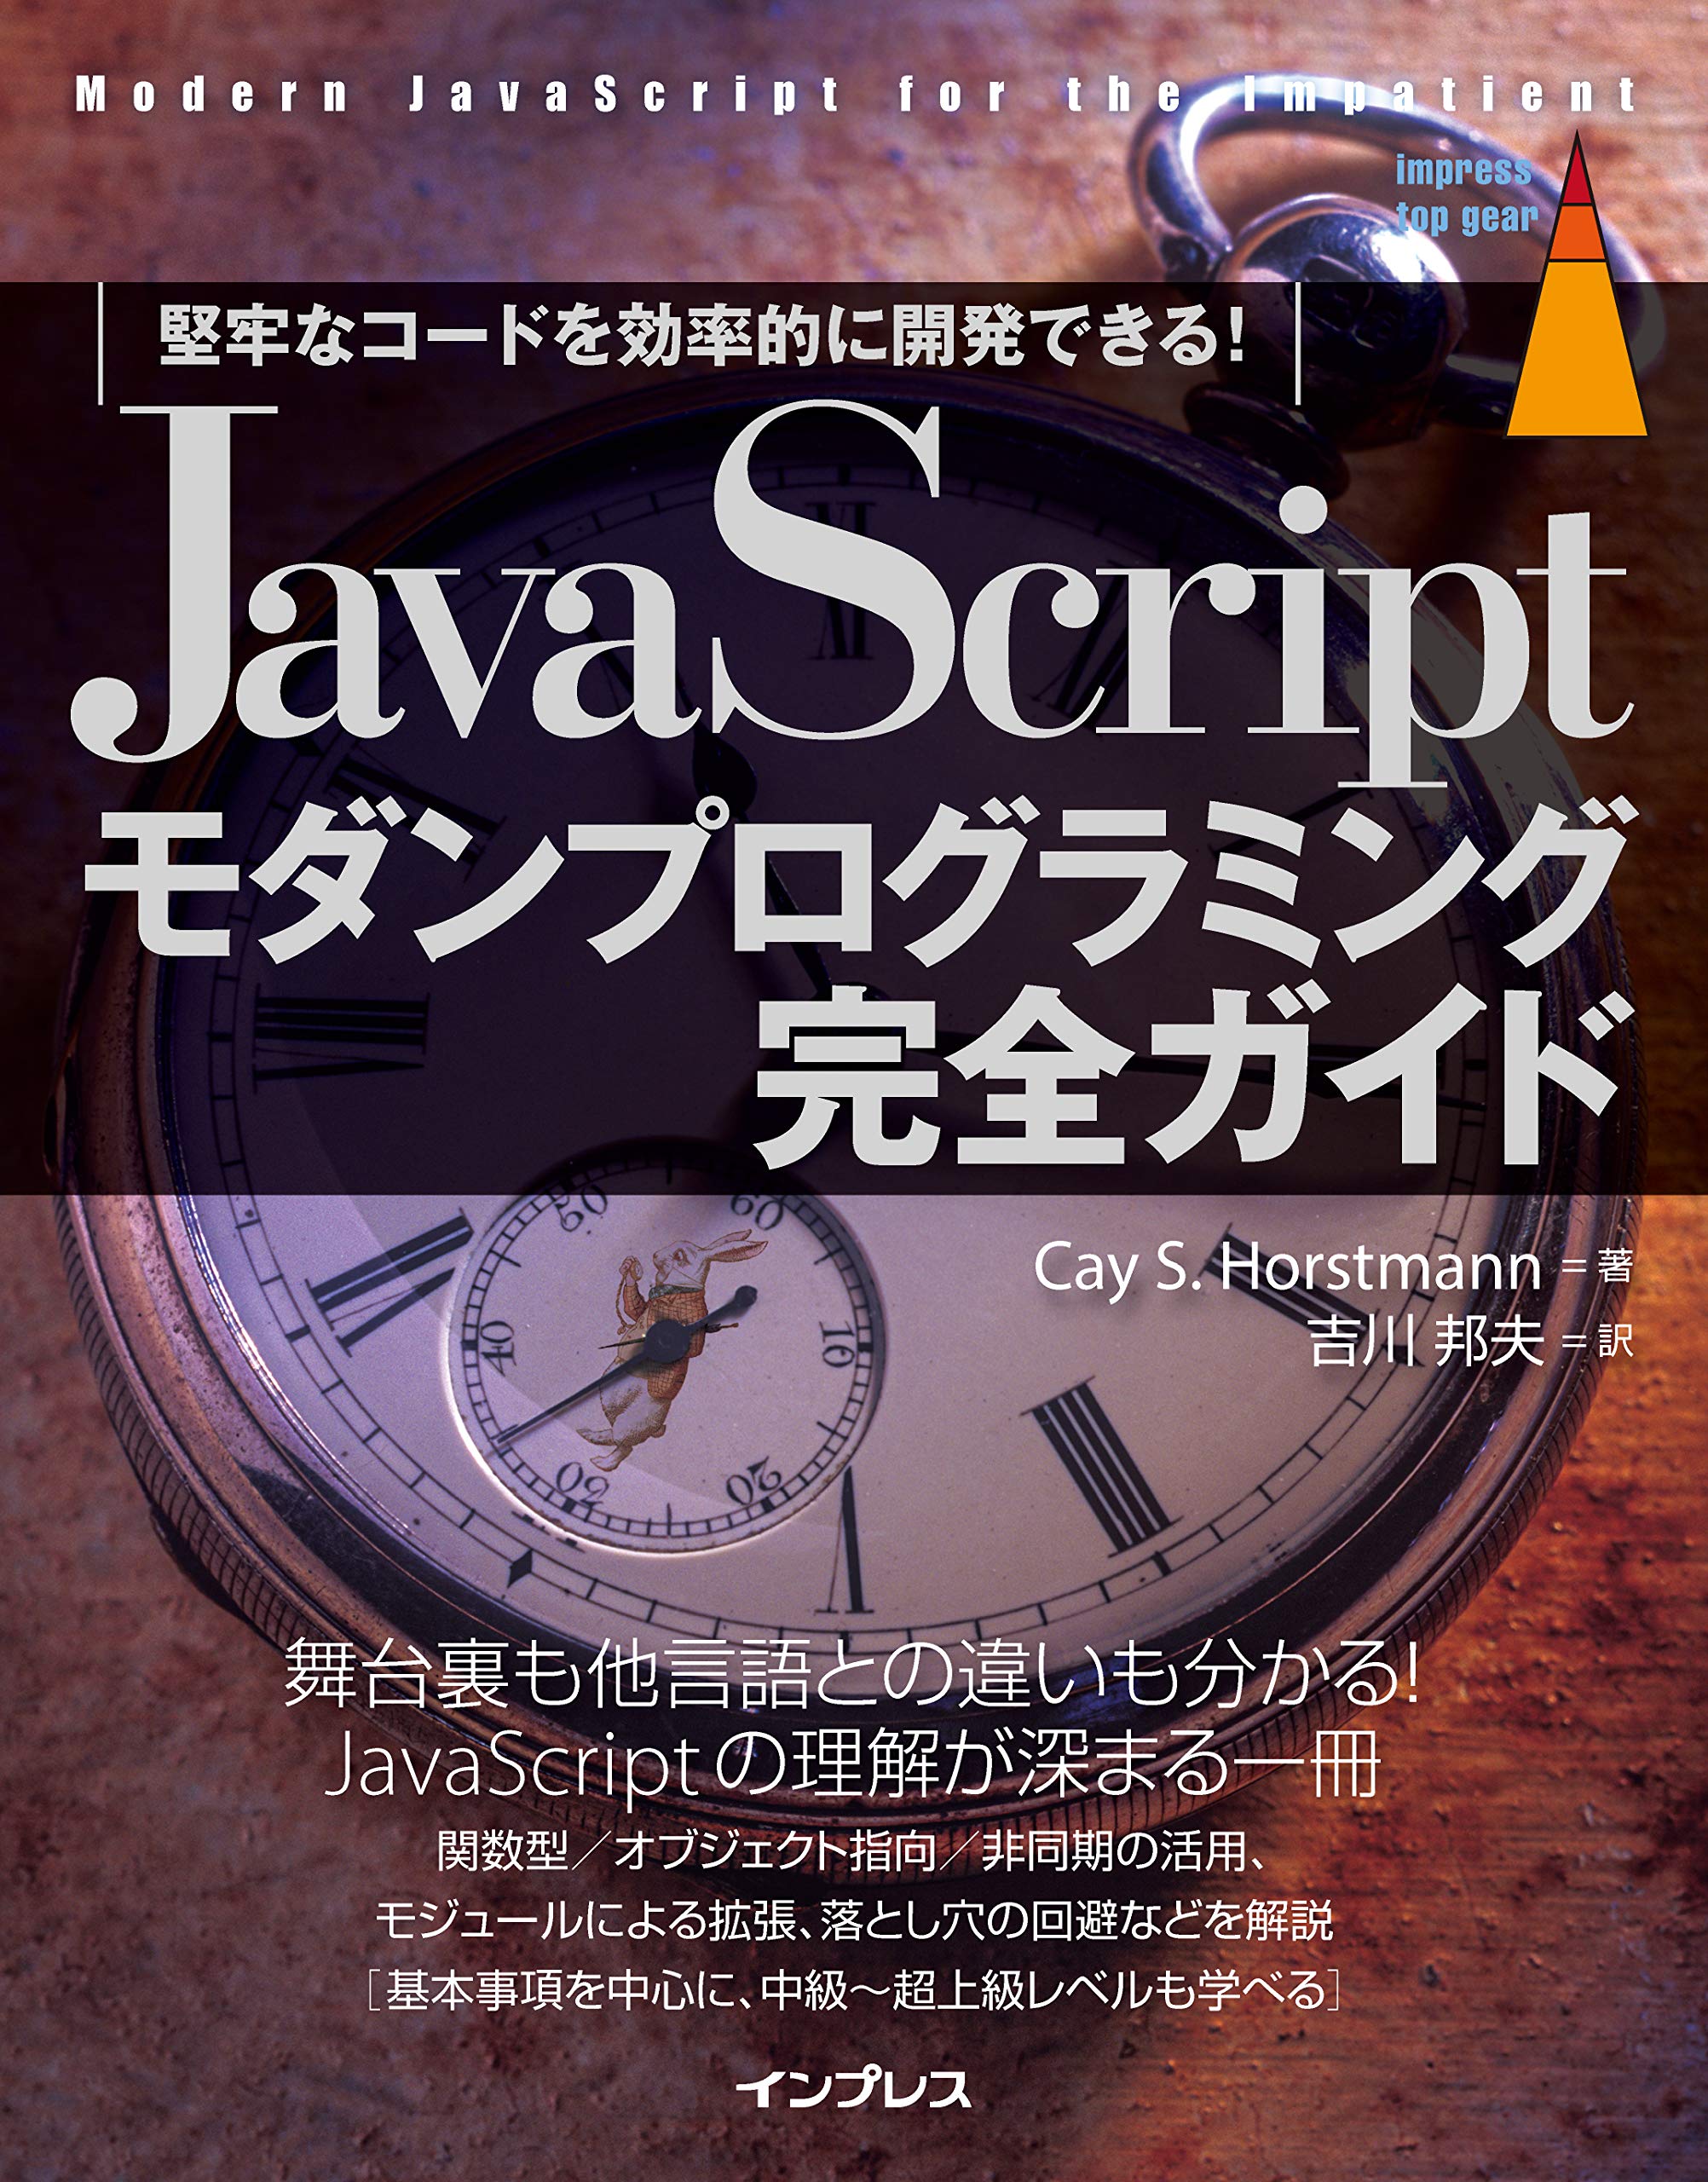 Modern JavaScript for the Impatient
impress
top gear
堅牢なコードを効率的に開発できる!
JavaScript
モダンプログラミング
完全ガイド
XII
50
60
40
10
30
20
Cay S. Horstmann =著
吉川 邦夫 =訳
舞台裏も他言語との違いも分かる!
JavaScriptの理解が深まる一冊
関数型／オブジェクト指向／非同期の活用、
モジュールによる拡張、落とし穴の回避などを解説
[基本事項を中心に、中級～超上級レベルも学べる]
インプレス